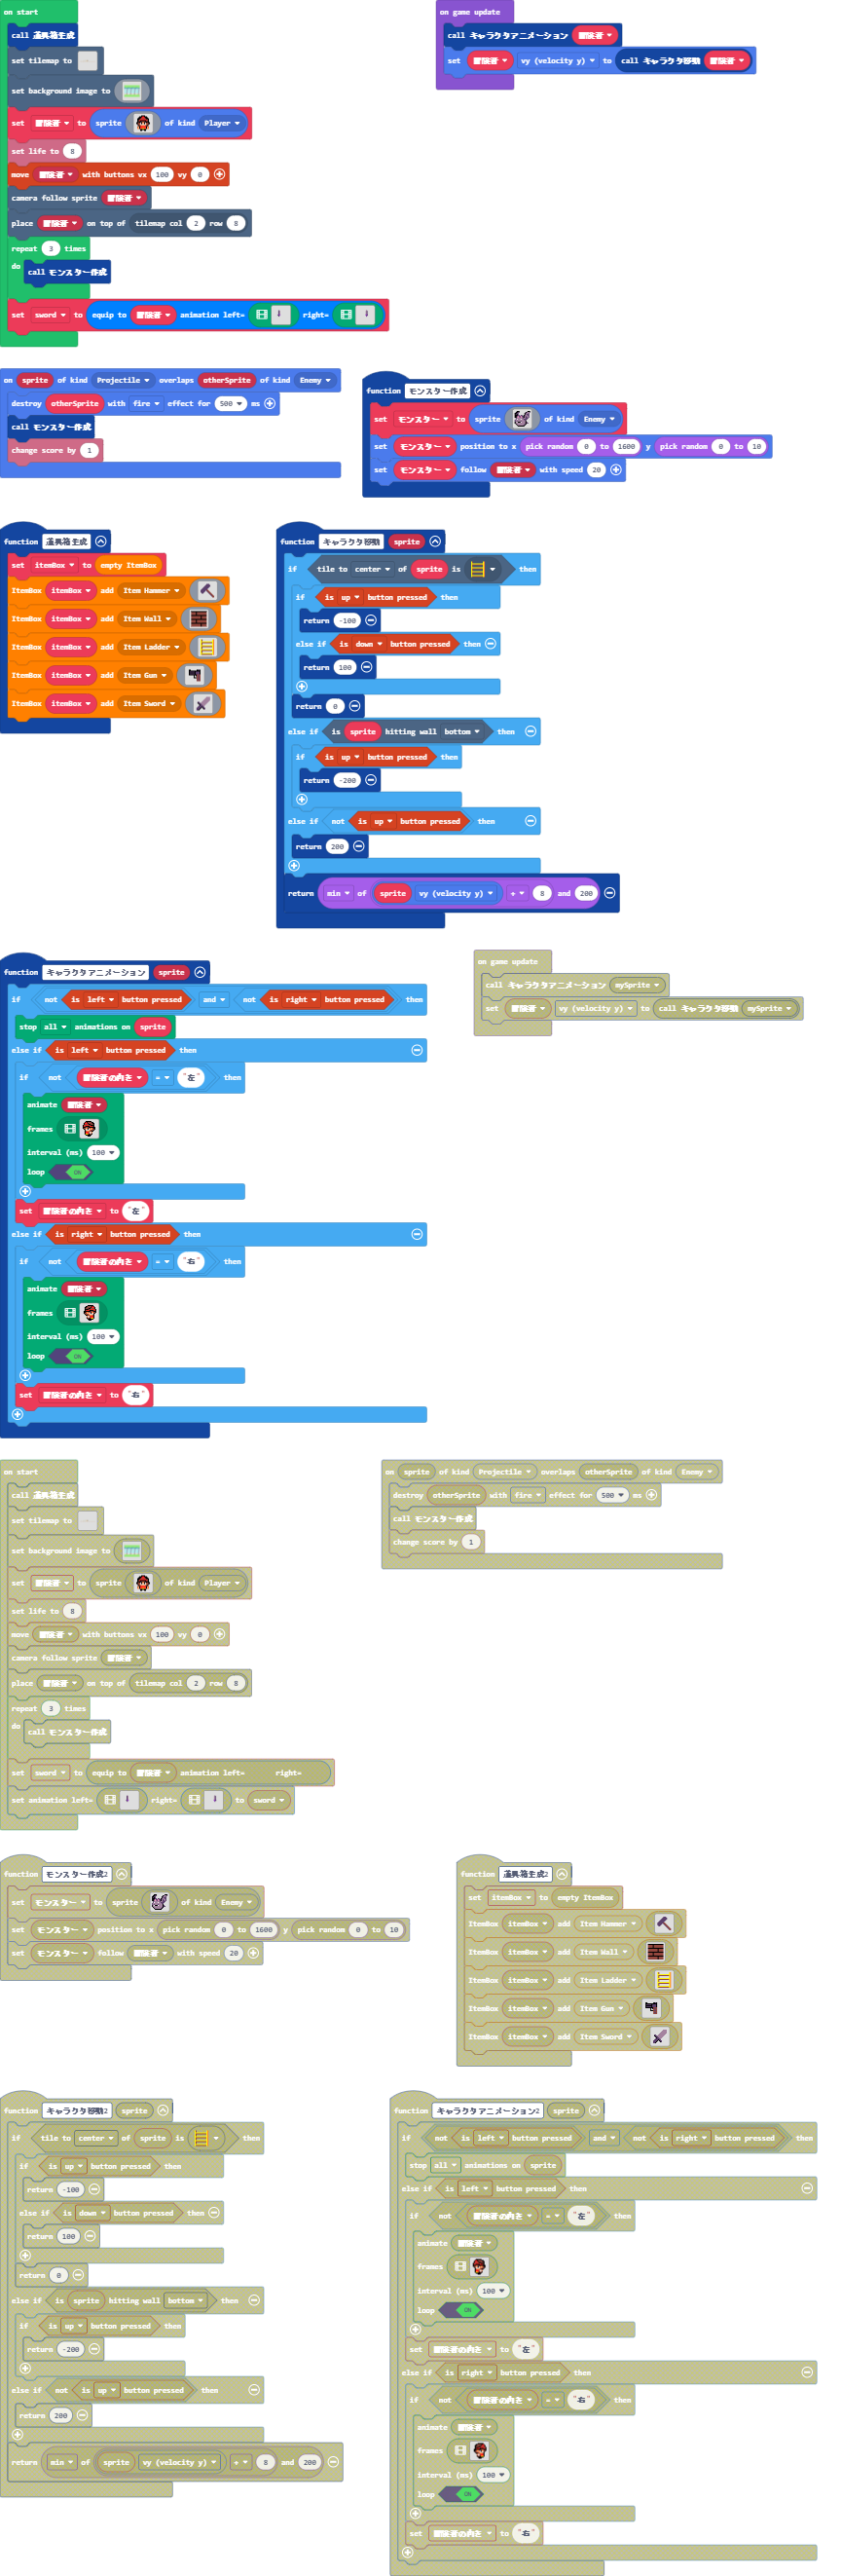 on start
call 道具箱生成
set tilemap to
set background image to
set 冒険者 to sprite of kind Player
set life to 8
move 冒険者 with buttons vx 100 vy 0
camera follow sprite 冒険者
place 冒険者 on top of tilemap col 2 row 8
repeat 3 times
do call モンスター作成
set sword to equip to 冒険者 animation left= right=
on game update
call キャラクタアニメーション 冒険者
set 冒険者 vy (velocity y) to call キャラクタ移動 冒険者
on sprite of kind Projectile overlaps otherSprite of kind Enemy
destroy otherSprite with fire effect for 500 ms
call モンスター作成
change score by 1
function モンスター作成
set モンスター to sprite of kind Enemy
set モンスター position to x pick random 0 to 1600 y pick random 0 to 10
set モンスター follow 冒険者 with speed 20
function 道具箱生成
set itemBox to empty ItemBox
ItemBox itemBox add Item Hammer
ItemBox itemBox add Item Wall
ItemBox itemBox add Item Ladder
ItemBox itemBox add Item Gun
ItemBox itemBox add Item Sword
function キャラクタ移動 sprite
if tile to center of sprite is then
if is up button pressed then
return -100
else if is down button pressed then
return 100
return 0
else if is sprite hitting wall bottom then
if is up button pressed then
return -200
else if not is up button pressed then
return 200
return min of sprite vy (velocity y) + 8 and 200
function キャラクタアニメーション sprite
if not is left button pressed and not is right button pressed then
stop all animations on sprite
else if is left button pressed then
if not 冒険者の向き = "左" then
animate 冒険者
frames
interval (ms) 100
loop ON
set 冒険者の向き to "左"
else if is right button pressed then
if not 冒険者の向き = "右" then
animate 冒険者
frames
interval (ms) 100
loop ON
set 冒険者の向き to "右"
on game update
call キャラクタアニメーション mySprite
set 冒険者 vy (velocity y) to call キャラクタ移動 mySprite
on start
call 道具箱生成
set tilemap to
set background image to
set 冒険者 to sprite of kind Player
set life to 8
move 冒険者 with buttons vx 100 vy 0
camera follow sprite 冒険者
place 冒険者 on top of tilemap col 2 row 8
repeat 3 times
do call モンスター作成
set sword to equip to 冒険者 animation left= right=
set animation left= right= to sword
on sprite of kind Projectile overlaps otherSprite of kind Enemy
destroy otherSprite with fire effect for 500 ms
call モンスター作成
change score by 1
function モンスター作成2
set モンスター to sprite of kind Enemy
set モンスター position to x pick random 0 to 1600 y pick random 0 to 10
set モンスター follow 冒険者 with speed 20
function 道具箱生成2
set itemBox to empty ItemBox
ItemBox itemBox add Item Hammer
ItemBox itemBox add Item Wall
ItemBox itemBox add Item Ladder
ItemBox itemBox add Item Gun
ItemBox itemBox add Item Sword
function キャラクタ移動2 sprite
if tile to center of sprite is then
if is up button pressed then
return -100
else if is down button pressed then
return 100
return 0
else if is sprite hitting wall bottom then
if is up button pressed then
return -200
else if not is up button pressed then
return 200
return min of sprite vy (velocity y) + 8 and 200
function キャラクタアニメーション2 sprite
if not is left button pressed and not is right button pressed then
stop all animations on sprite
else if is left button pressed then
if not 冒険者の向き = "左" then
animate 冒険者
frames
interval (ms) 100
loop ON
set 冒険者の向き to "左"
else if is right button pressed then
if not 冒険者の向き = "右" then
animate 冒険者
frames
interval (ms) 100
loop ON
set 冒険者の向き to "右"